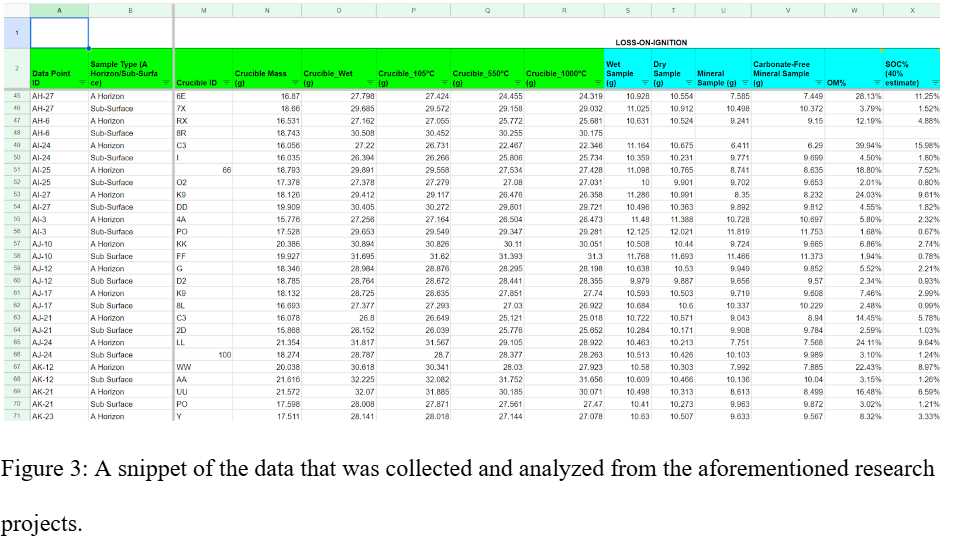 A B M N O P Q R S T U V W X
1 LOSS-ON-IGNITION
2 Data Point ID Sample Type (A Horizon/Sub-Surface) Crucible ID Crucible Mass (g) Crucible_Wet (g) Crucible_105°C (g) Crucible_550°C (g) Crucible_1000°C (g) Wet Sample (g) Dry Sample (g) Mineral Sample (g) Carbonate-Free Mineral Sample (g) OM% SOC% (40% estimate)
45 AH-27 A Horizon 6E 16.87 27.798 27.424 24.455 24.319 10.928 10.554 7.585 7.449 28.13% 11.25%
46 AH-27 Sub-Surface 7X 18.66 29.685 29.572 29.158 29.032 11.025 10.912 10.498 10.372 3.79% 1.52%
47 AH-6 A Horizon RX 16.531 27.162 27.055 25.772 25.681 10.631 10.524 9.241 9.15 12.19% 4.88%
48 AH-6 Sub-Surface 8R 18.743 30.508 30.452 30.255 30.175
49 AI-24 A Horizon C3 16.056 27.22 26.731 22.467 22.346 11.164 10.675 6.411 6.29 39.94% 15.98%
50 AI-24 Sub-Surface I 16.035 26.394 26.266 25.806 25.734 10.359 10.231 9.771 9.699 4.50% 1.80%
51 AI-25 A Horizon 66 18.793 29.891 29.558 27.534 27.428 11.098 10.765 8.741 8.635 18.80% 7.52%
52 AI-25 Sub-Surface O2 17.378 27.378 27.279 27.08 27.031 10 9.901 9.702 9.653 2.01% 0.80%
53 AI-27 A Horizon K9 18.126 29.412 29.117 26.476 26.358 11.286 10.991 8.35 8.232 24.03% 9.61%
54 AI-27 Sub-Surface DD 19.909 30.405 30.272 29.801 29.721 10.496 10.363 9.892 9.812 4.55% 1.82%
55 AI-3 A Horizon 4A 15.776 27.256 27.164 26.504 26.473 11.48 11.388 10.728 10.697 5.80% 2.32%
56 AI-3 Sub-Surface PO 17.528 29.653 29.549 29.347 29.281 12.125 12.021 11.819 11.753 1.68% 0.67%
57 AJ-10 A Horizon KK 20.386 30.894 30.826 30.11 30.051 10.508 10.44 9.724 9.665 6.86% 2.74%
58 AJ-10 Sub Surface FF 19.927 31.695 31.62 31.393 31.3 11.768 11.693 11.466 11.373 1.94% 0.78%
59 AJ-12 A Horizon G 18.346 28.984 28.876 28.295 28.198 10.638 10.53 9.949 9.852 5.52% 2.21%
60 AJ-12 Sub Surface D2 18.785 28.764 28.672 28.441 28.355 9.979 9.887 9.656 9.57 2.34% 0.93%
61 AJ-17 A Horizon K9 18.132 28.725 28.635 27.851 27.74 10.593 10.503 9.719 9.608 7.46% 2.99%
62 AJ-17 Sub Surface 8L 16.693 27.377 27.293 27.03 26.922 10.684 10.6 10.337 10.229 2.48% 0.99%
63 AJ-21 A Horizon C3 16.078 26.8 26.649 25.121 25.018 10.722 10.571 9.043 8.94 14.45% 5.78%
64 AJ-21 Sub Surface 2D 15.868 26.152 26.039 25.776 25.652 10.284 10.171 9.908 9.784 2.59% 1.03%
65 AJ-24 A Horizon LL 21.354 31.817 31.567 29.105 28.922 10.463 10.213 7.751 7.568 24.11% 9.64%
66 AJ-24 Sub Surface 100 18.274 28.787 28.7 28.377 28.263 10.513 10.426 10.103 9.989 3.10% 1.24%
67 AK-12 A Horizon WW 20.038 30.618 30.341 28.03 27.923 10.58 10.303 7.992 7.885 22.43% 8.97%
68 AK-12 Sub Surface AA 21.616 32.225 32.082 31.752 31.656 10.609 10.466 10.136 10.04 3.15% 1.26%
69 AK-21 A Horizon UU 21.572 32.07 31.885 30.185 30.071 10.498 10.313 8.613 8.499 16.48% 6.59%
70 AK-21 Sub Surface PO 17.598 28.008 27.871 27.561 27.47 10.41 10.273 9.963 9.872 3.02% 1.21%
71 AK-23 A Horizon Y 17.511 28.141 28.018 27.144 27.078 10.63 10.507 9.633 9.567 8.32% 3.33%
Figure 3: A snippet of the data that was collected and analyzed from the aforementioned research
projects.